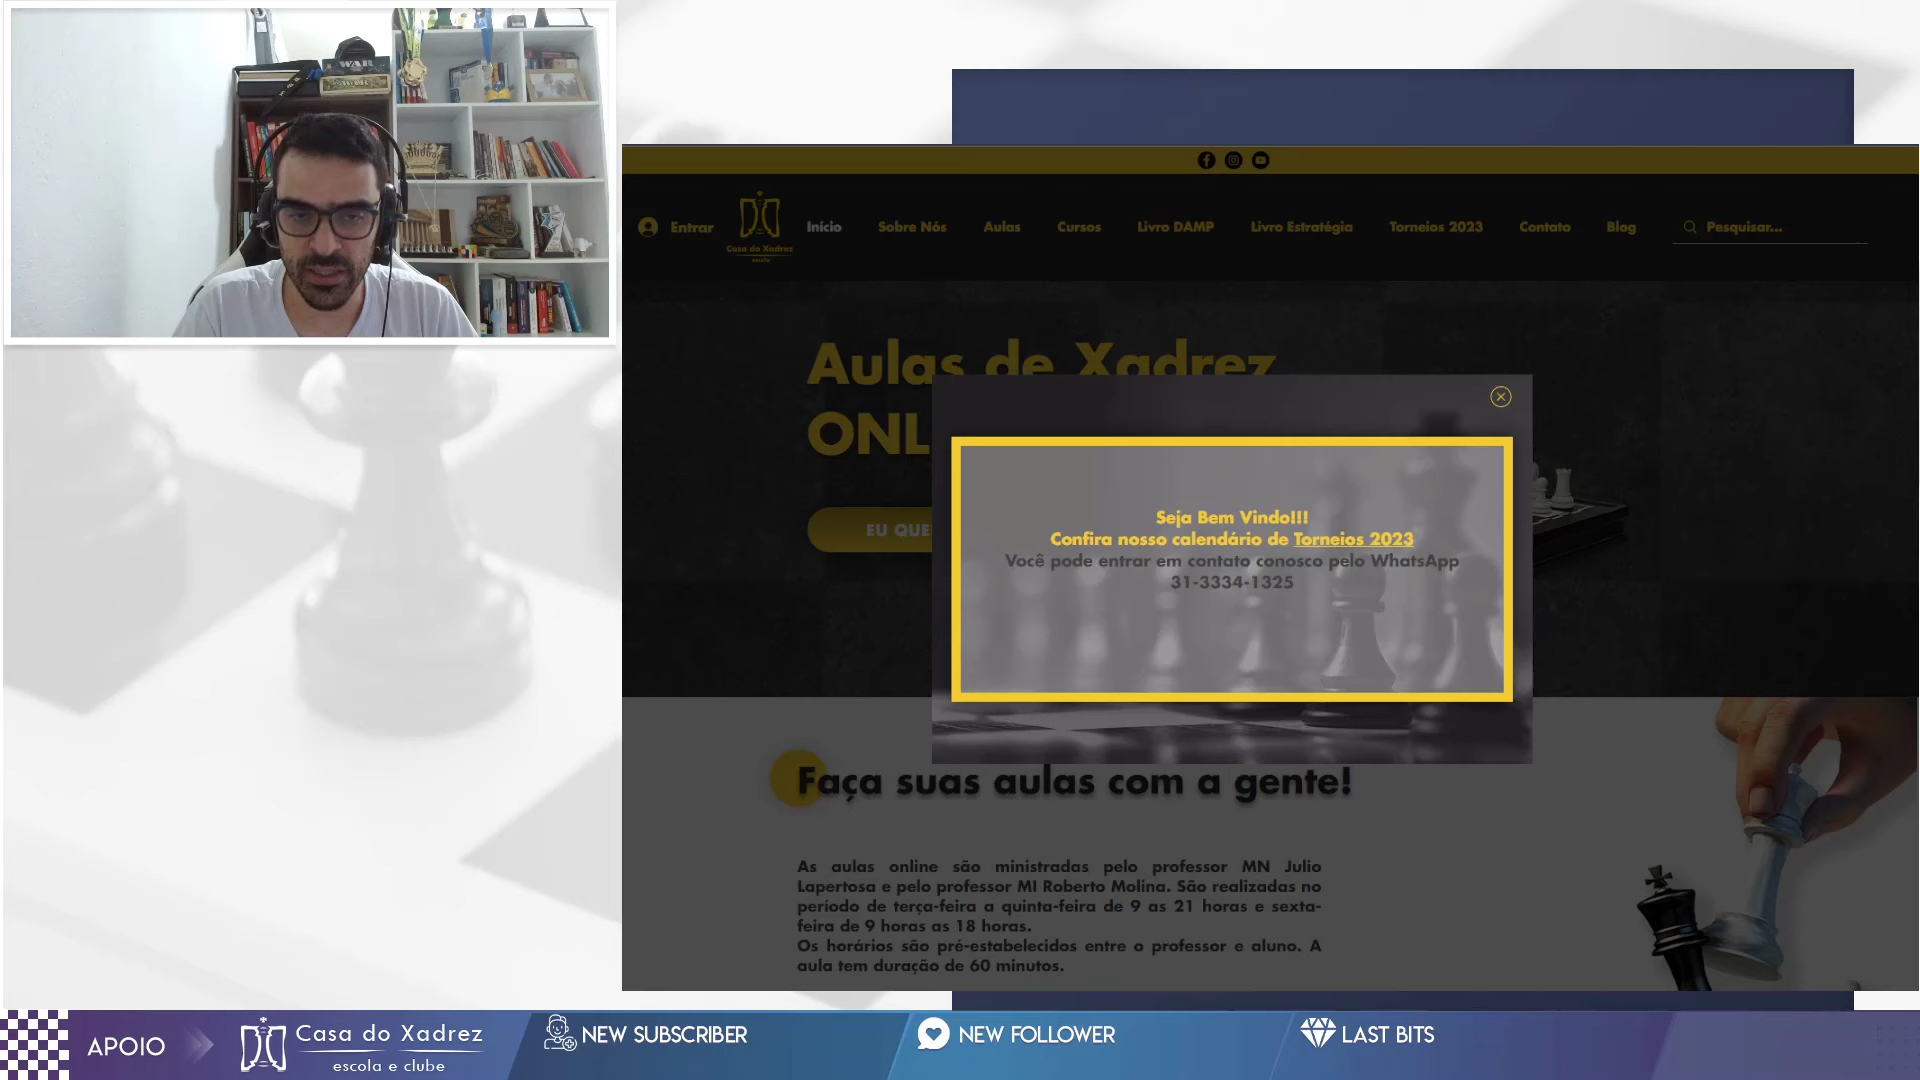 WAR
Entrar
Casa do Xadrez
escola
Início
Sobre Nós
Aulas
Cursos
Livro DAMP
Livro Estratégia
Torneios 2023
Contato
Blog
Pesquisar...
Aulas de Xadrez
ONL
EU QUE
Seja Bem Vindo!!!
Confira nosso calendário de Torneios 2023
Você pode entrar em contato conosco pelo WhatsApp
31-3334-1325
Faça suas aulas com a gente!
As aulas online são ministradas pelo professor MN Julio
Lapertosa e pelo professor MI Roberto Molina. São realizadas no
período de terça-feira a quinta-feira de 9 as 21 horas e sexta-
feira de 9 horas as 18 horas.
Os horários são pré-estabelecidos entre o professor e aluno. A
aula tem duração de 60 minutos.
APOIO
Casa do Xadrez
escola e clube
NEW SUBSCRIBER
NEW FOLLOWER
LAST BITS